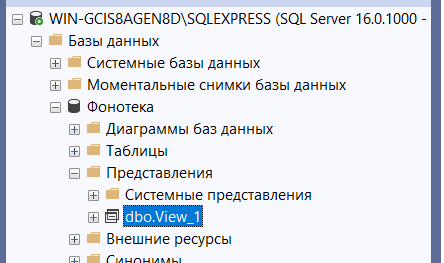 WIN-GCIS8AGEN8D\SQLEXPRESS (SQL Server 16.0.1000 -
Базы данных
Системные базы данных
Моментальные снимки базы данных
Фонотека
Диаграммы баз данных
Таблицы
Представления
Системные представления
dbo.View_1
Внешние ресурсы
Синонимы